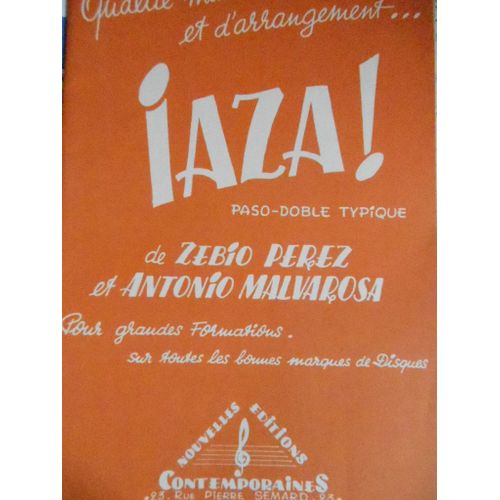 Qualité
et d'arrangement...
¡AZA!
PASO-DOBLE TYPIQUE
de ZEBIO PEREZ
et ANTONIO MALVAROSA
Pour grandes Formations.
sur toutes les bonnes marques de Disques
NOUVELLES EDITIONS
CONTEMPORAINES
23, RUE PIERRE SEMARD, 23